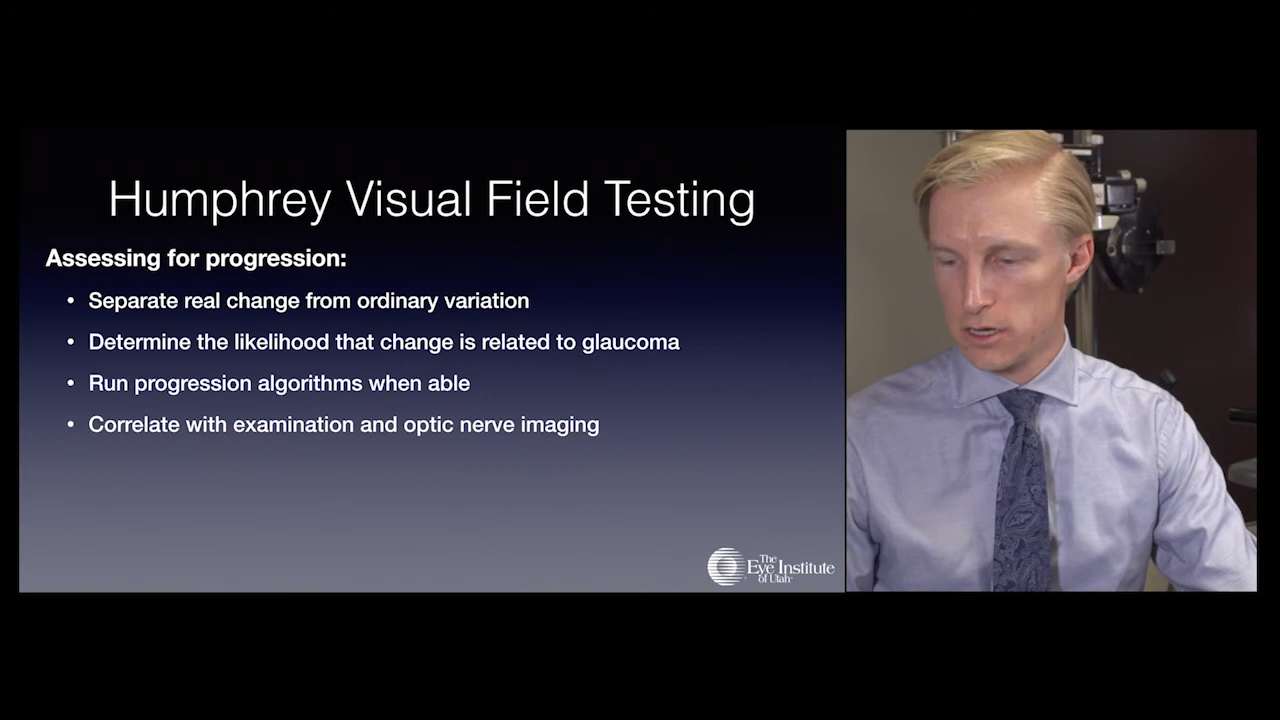 Humphrey Visual Field Testing
Assessing for progression:
• Separate real change from ordinary variation
• Determine the likelihood that change is related to glaucoma
• Run progression algorithms when able
• Correlate with examination and optic nerve imaging
The
Eye Institute
of Utah